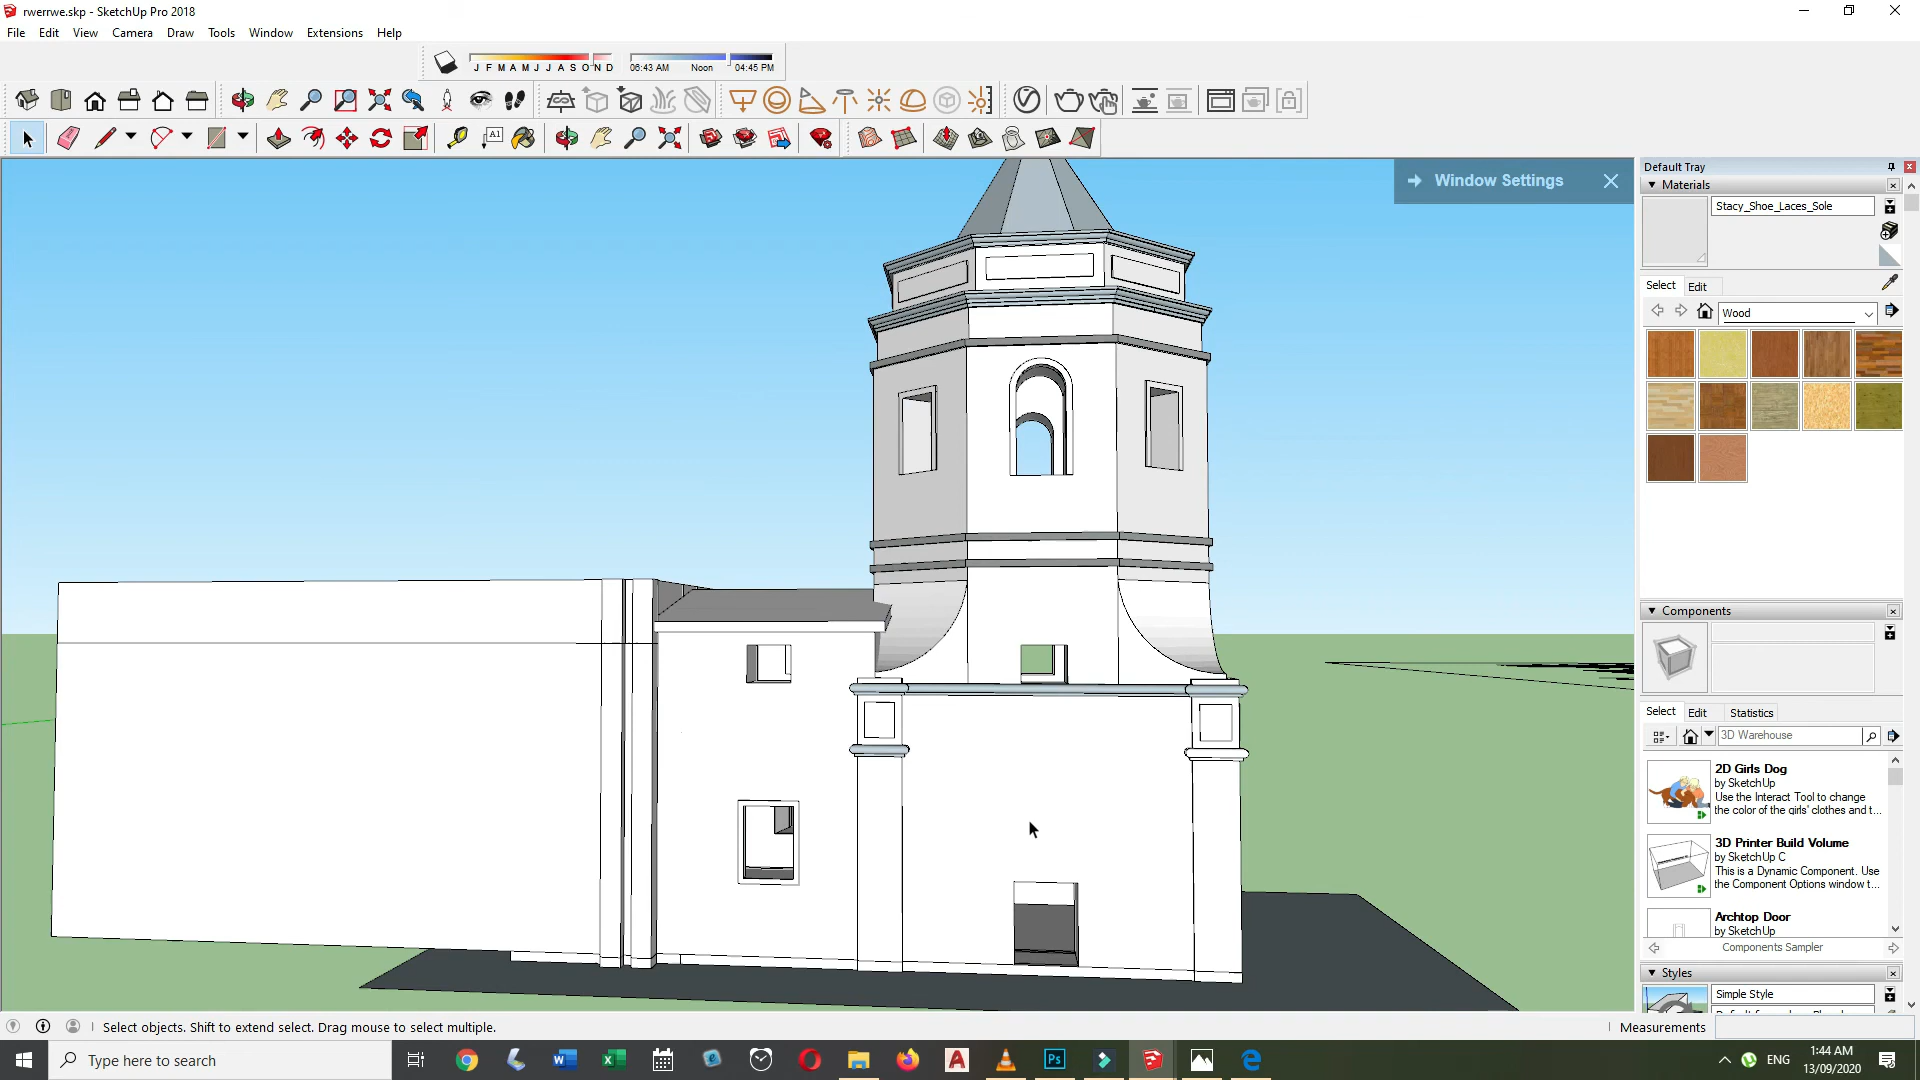 rwerrwe.skp - SketchUp Pro 2018
File Edit View Camera Draw Tools Window Extensions Help
J F M A M J J A S O N D
06:43 AM Noon 04:45 PM
A1
Window Settings
Default Tray
Materials
Stacy_Shoe_Laces_Sole
Select Edit
Wood
Components
Select Edit Statistics
3D Warehouse
2D Girls Dog
by SketchUp
Use the Interact Tool to change
the color of the girls' clothes and t...
3D Printer Build Volume
by SketchUp C
This is a Dynamic Component. Use
the Component Options window t...
Archtop Door
by SketchUp
Components Sampler
Styles
Simple Style
Select objects. Shift to extend select. Drag mouse to select multiple.
Measurements
Type here to search
Ps
ENG
1:44 AM
13/09/2020